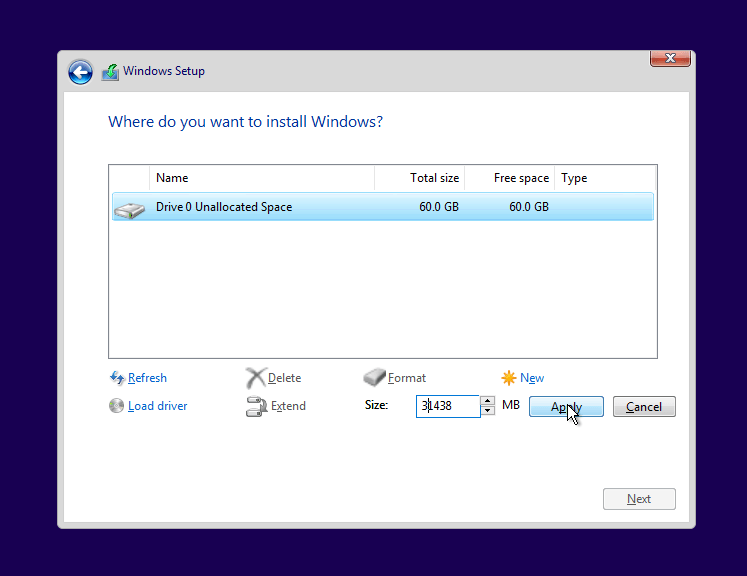 Windows Setup
Where do you want to install Windows?
Name Total size Free space Type
Drive 0 Unallocated Space 60.0 GB 60.0 GB
Refresh Delete Format New
Load driver Extend Size: 31438 MB Apply Cancel
Next